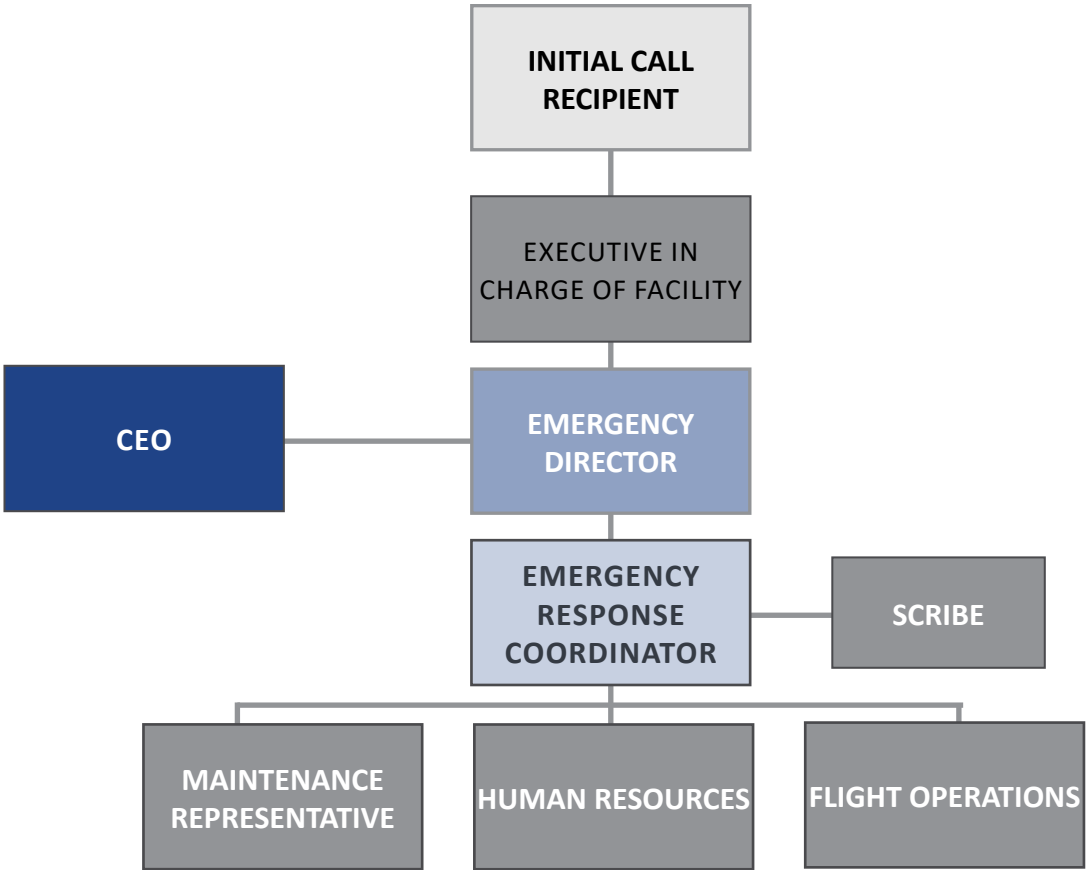 INITIAL CALL
RECIPIENT
EXECUTIVE IN
CHARGE OF FACILITY
CEO
EMERGENCY
DIRECTOR
EMERGENCY
RESPONSE
COORDINATOR
SCRIBE
MAINTENANCE
REPRESENTATIVE
HUMAN RESOURCES
FLIGHT OPERATIONS